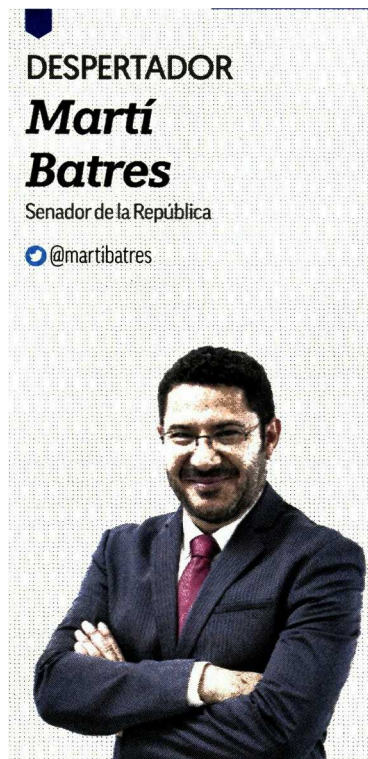 DESPERTADOR
Martí
Batres
Senador de la República
@martibatres